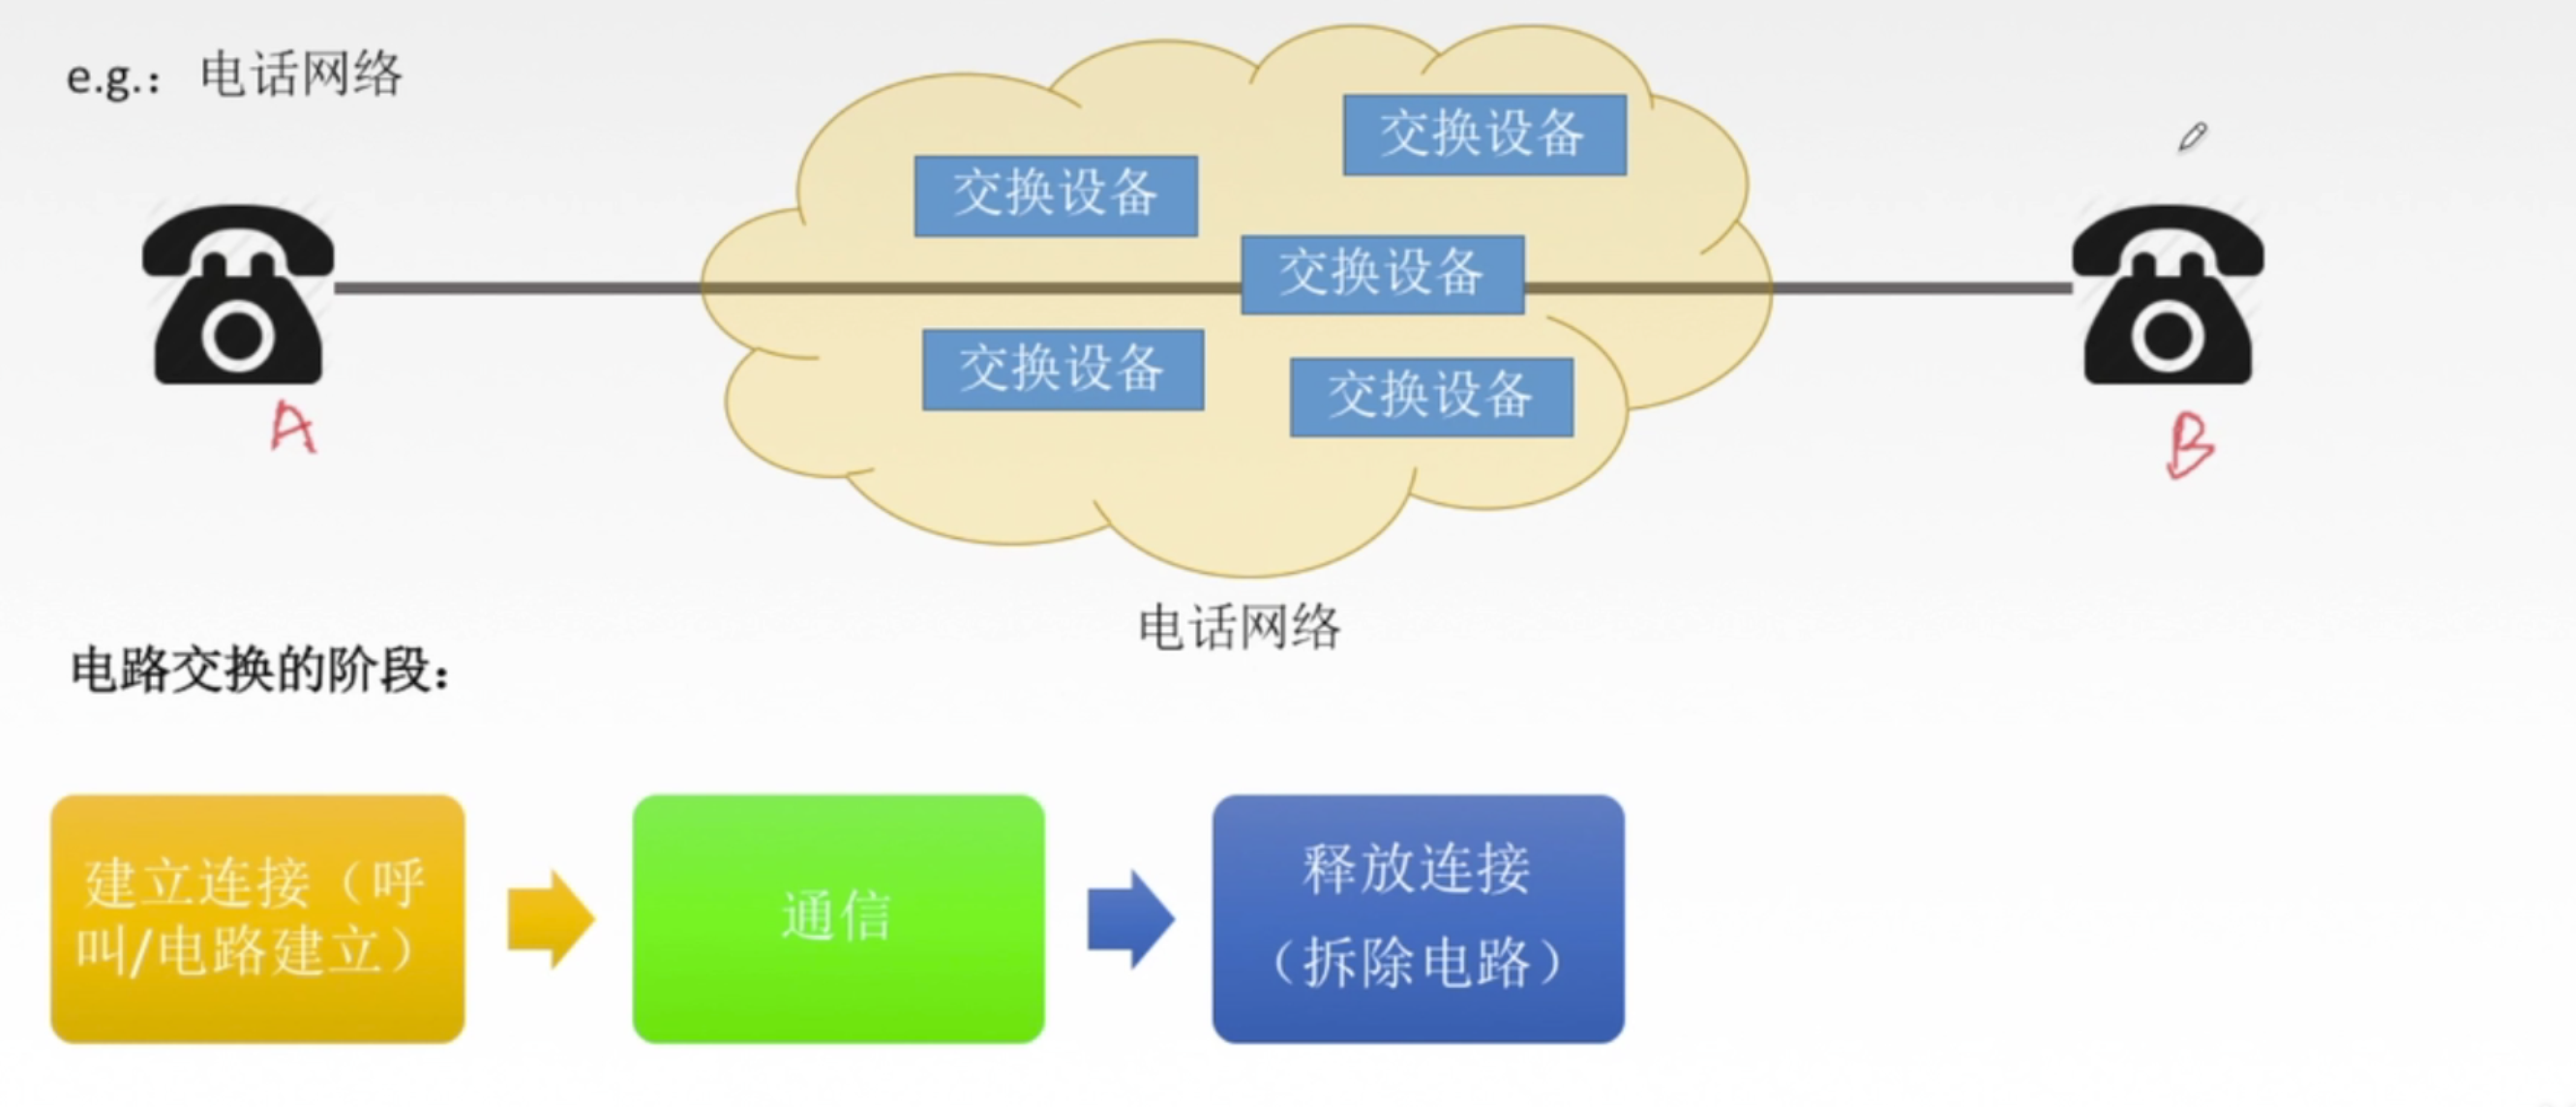 e.g.：电话网络
交换设备
交换设备
交换设备
交换设备
交换设备
A
B
电话网络
电路交换的阶段：
建立连接（呼
叫/电路建立）
通信
释放连接
（拆除电路）